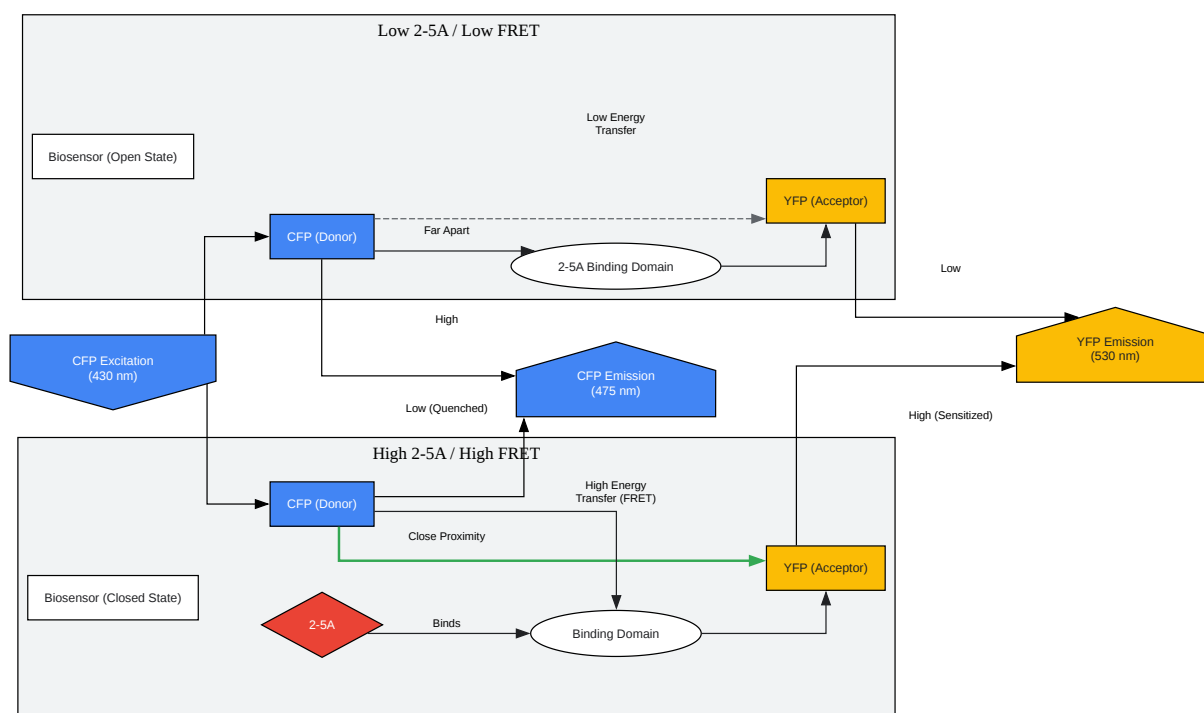 Low 2-5A / Low FRET
Low Energy
Transfer
Biosensor (Open State)
YFP (Acceptor)
CFP (Donor)
Far Apart
2-5A Binding Domain
Low
High
CFP Excitation
(430 nm)
YFP Emission
(530 nm)
CFP Emission
(475 nm)
Low (Quenched)
High (Sensitized)
High 2-5A / High FRET
High Energy
Transfer (FRET)
CFP (Donor)
Close Proximity
YFP (Acceptor)
Biosensor (Closed State)
2-5A
Binds
Binding Domain